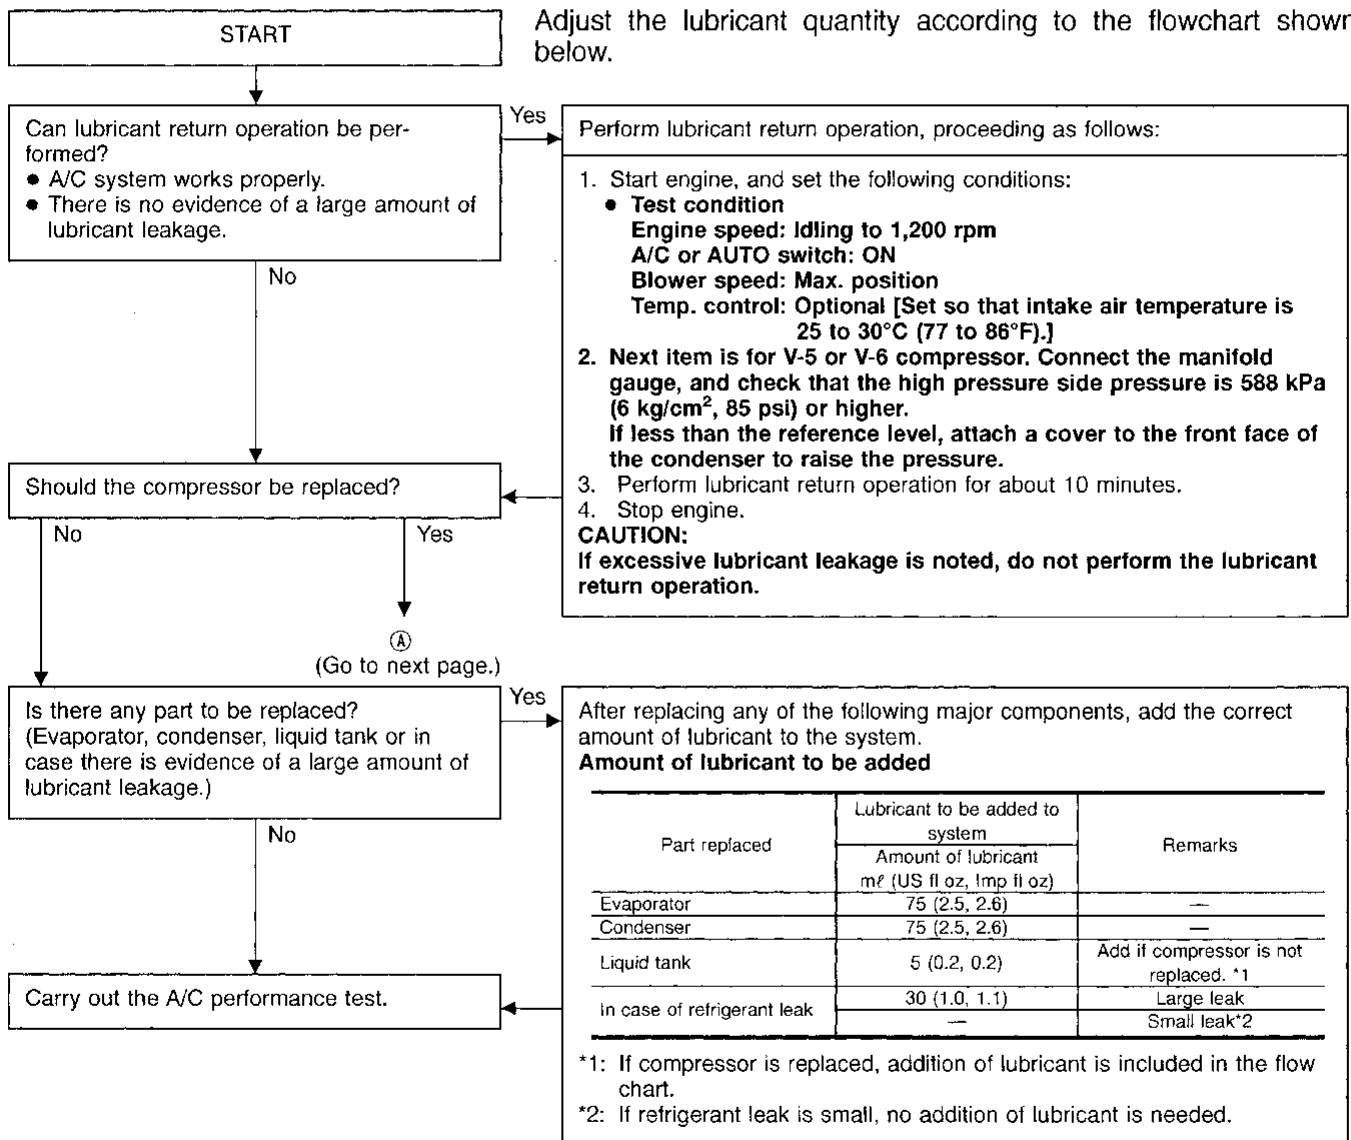 START
Adjust the lubricant quantity according to the flowchart shown
below.
Can lubricant return operation be per-
formed?
● A/C system works properly.
● There is no evidence of a large amount of
lubricant leakage.
Yes
No
Perform lubricant return operation, proceeding as follows:
1. Start engine, and set the following conditions:
● Test condition
Engine speed: Idling to 1,200 rpm
A/C or AUTO switch: ON
Blower speed: Max. position
Temp. control: Optional [Set so that intake air temperature is
25 to 30°C (77 to 86°F).]
2. Next item is for V-5 or V-6 compressor. Connect the manifold
gauge, and check that the high pressure side pressure is 588 kPa
(6 kg/cm², 85 psi) or higher.
If less than the reference level, attach a cover to the front face of
the condenser to raise the pressure.
3. Perform lubricant return operation for about 10 minutes.
4. Stop engine.
CAUTION:
If excessive lubricant leakage is noted, do not perform the lubricant
return operation.
Should the compressor be replaced?
No
Yes
Ⓐ
(Go to next page.)
Is there any part to be replaced?
(Evaporator, condenser, liquid tank or in
case there is evidence of a large amount of
lubricant leakage.)
Yes
No
After replacing any of the following major components, add the correct
amount of lubricant to the system.
Amount of lubricant to be added
Part replaced
Lubricant to be added to
system
Amount of lubricant
mℓ (US fl oz, Imp fl oz)
Remarks
Evaporator 75 (2.5, 2.6) —
Condenser 75 (2.5, 2.6) —
Liquid tank 5 (0.2, 0.2) Add if compressor is not
replaced. *1
In case of refrigerant leak 30 (1.0, 1.1) Large leak
— Small leak*2
*1: If compressor is replaced, addition of lubricant is included in the flow
chart.
*2: If refrigerant leak is small, no addition of lubricant is needed.
Carry out the A/C performance test.